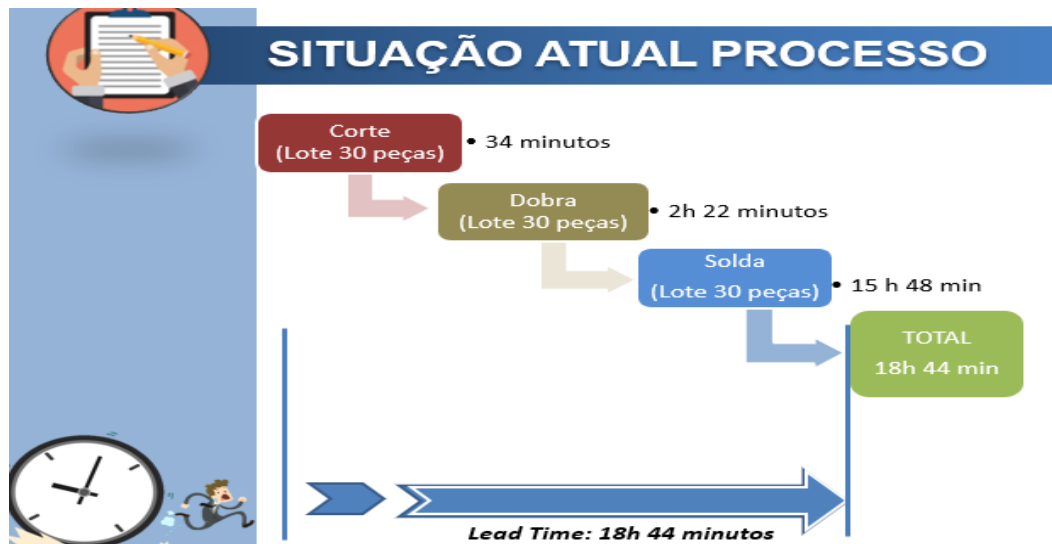 SITUAÇÃO ATUAL PROCESSO
Corte
(Lote 30 peças)
• 34 minutos
Dobra
(Lote 30 peças)
• 2h 22 minutos
Solda
(Lote 30 peças)
• 15 h 48 min
TOTAL
18h 44 min
Lead Time: 18h 44 minutos